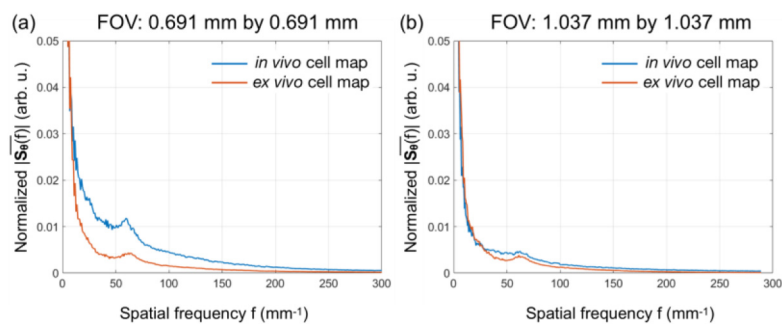 (a) FOV: 0.691 mm by 0.691 mm
Normalized |S̅θ(f)| (arb. u.)
0.05
0.04
0.03
0.02
0.01
0
in vivo cell map
ex vivo cell map
0 50 100 150 200 250 300
Spatial frequency f (mm⁻¹)
(b) FOV: 1.037 mm by 1.037 mm
Normalized |S̅θ(f)| (arb. u.)
0.05
0.04
0.03
0.02
0.01
0
in vivo cell map
ex vivo cell map
0 50 100 150 200 250 300
Spatial frequency f (mm⁻¹)